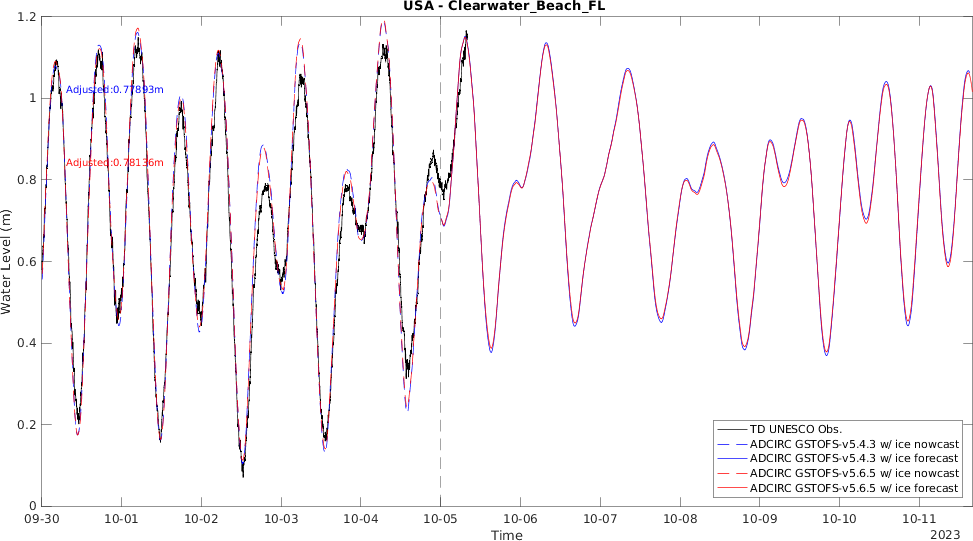 USA - Clearwater_Beach_FL
1.2
1
0.8
0.6
0.4
0.2
0
Water Level (m)
Adjusted:0.77893m
Adjusted:0.78136m
TD UNESCO Obs.
ADCIRC GSTOFS-v5.4.3 w/ ice nowcast
ADCIRC GSTOFS-v5.4.3 w/ ice forecast
ADCIRC GSTOFS-v5.6.5 w/ ice nowcast
ADCIRC GSTOFS-v5.6.5 w/ ice forecast
09-30 10-01 10-02 10-03 10-04 10-05 10-06 10-07 10-08 10-09 10-10 10-11
Time
2023